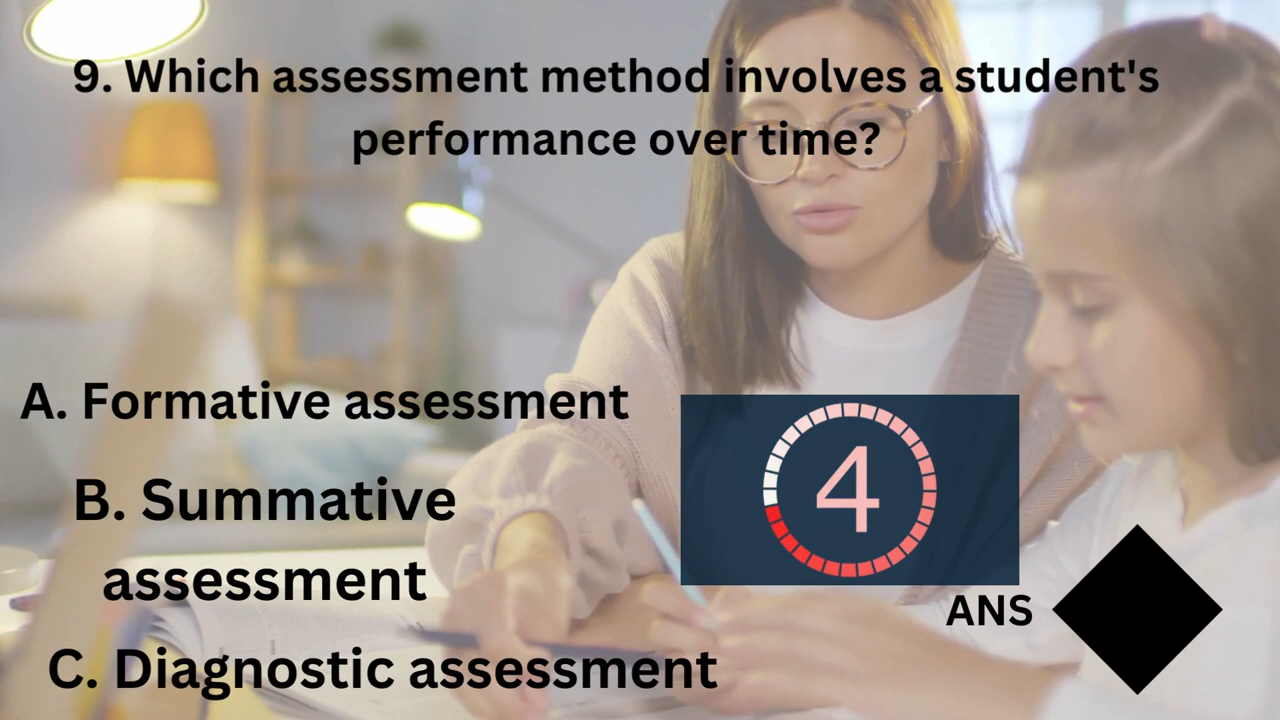 9. Which assessment method involves a student's
performance over time?
A. Formative assessment
B. Summative
assessment
C. Diagnostic assessment
4
ANS